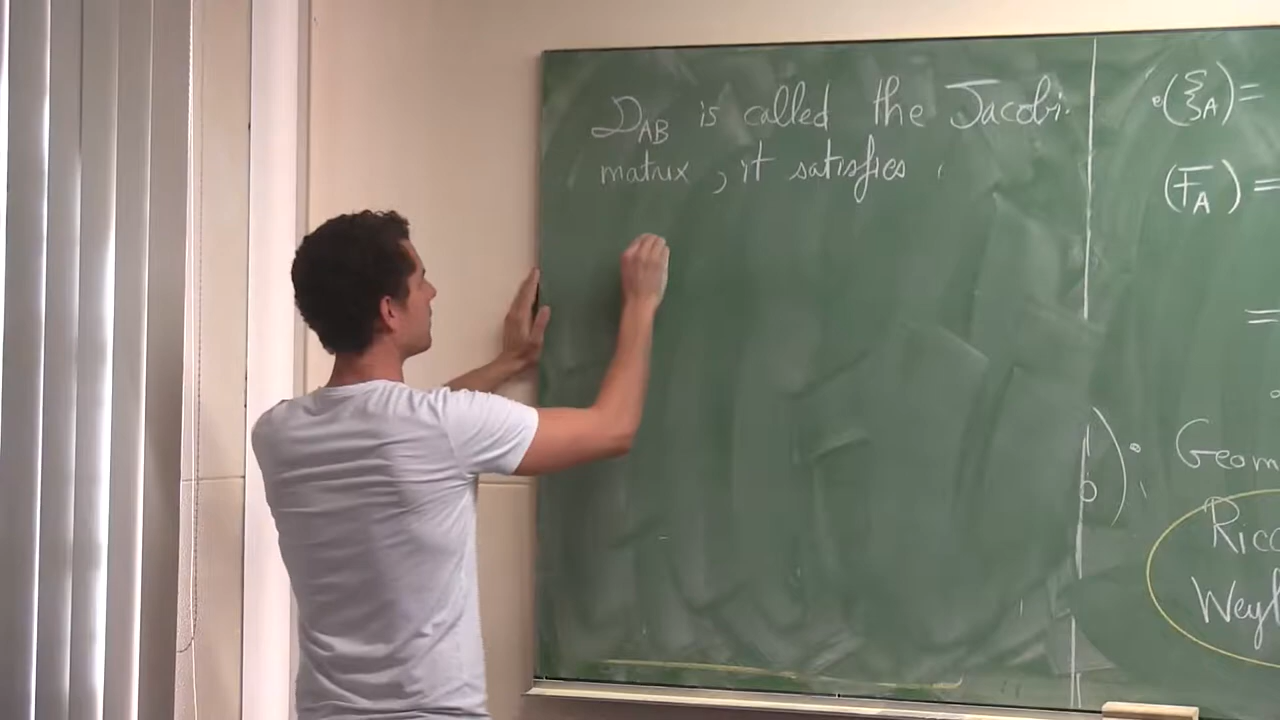 D_AB is called the Jacobi
matrix, it satisfies
(ξ_A) =
(F_A) =
=
Geom
Ricc
Weyl